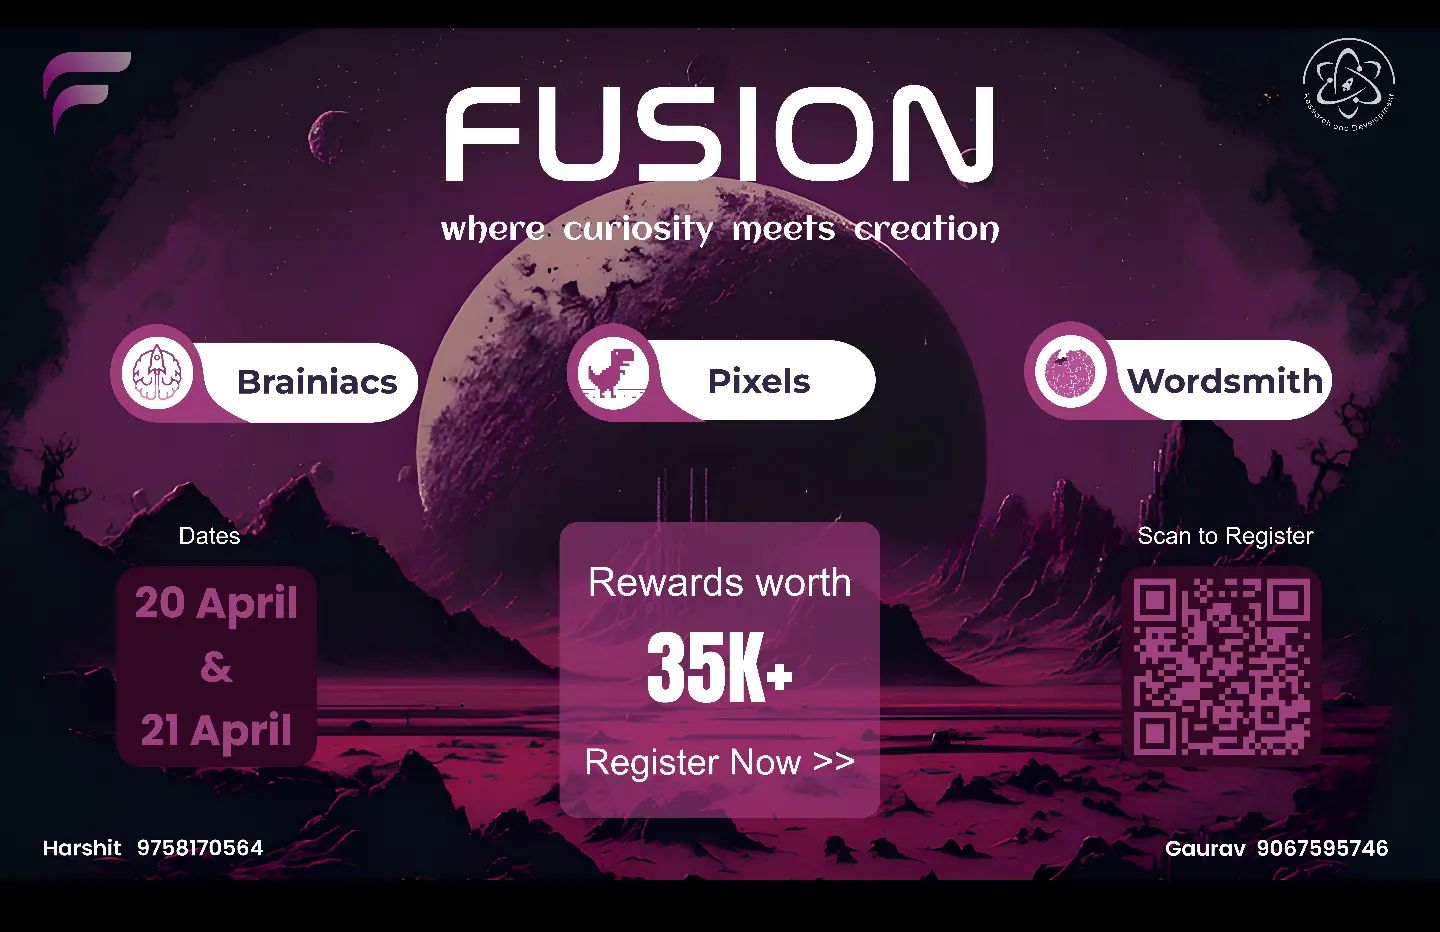 FUSION
where curiosity meets creation
Research and Development
Brainiacs
Pixels
Wordsmith
Dates
20 April
&
21 April
Rewards worth
35K+
Register Now >>
Scan to Register
Harshit 9758170564
Gaurav 9067595746